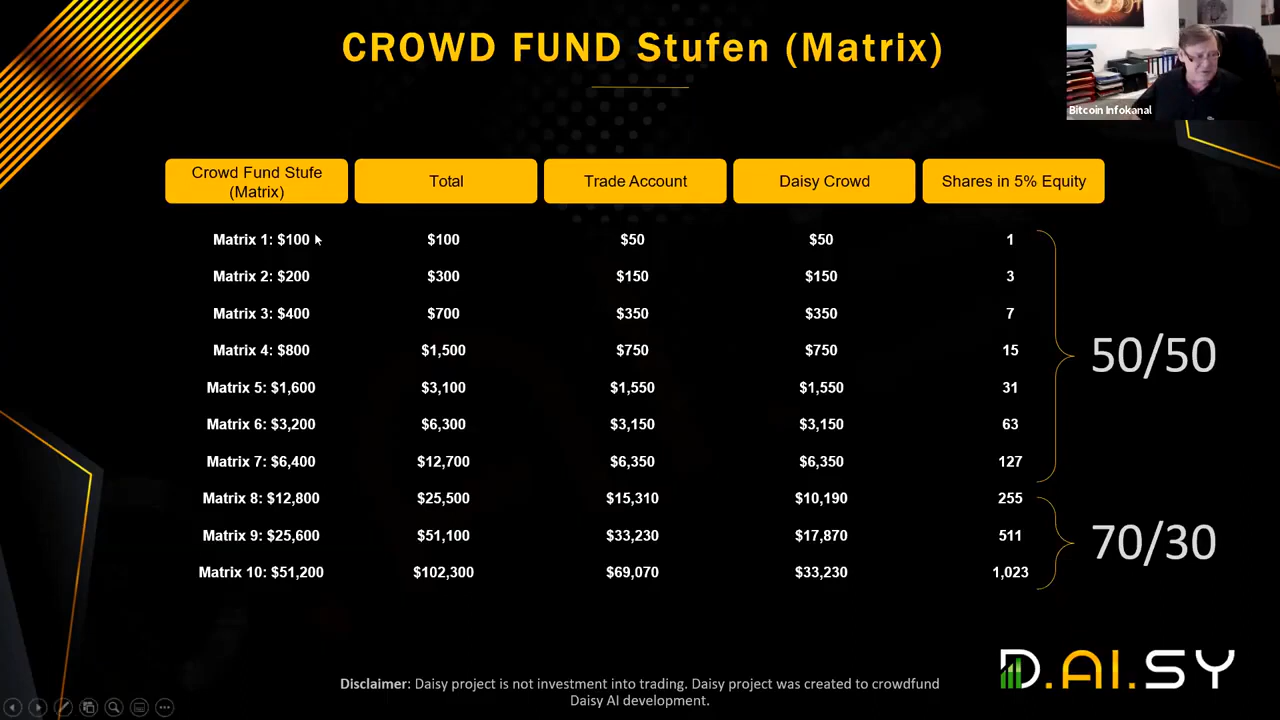 CROWD FUND Stufen (Matrix)
Bitcoin Infokanal
Crowd Fund Stufe
(Matrix)
Total
Trade Account
Daisy Crowd
Shares in 5% Equity
Matrix 1: $100 $100 $50 $50 1
Matrix 2: $200 $300 $150 $150 3
Matrix 3: $400 $700 $350 $350 7
Matrix 4: $800 $1,500 $750 $750 15
Matrix 5: $1,600 $3,100 $1,550 $1,550 31
Matrix 6: $3,200 $6,300 $3,150 $3,150 63
Matrix 7: $6,400 $12,700 $6,350 $6,350 127
50/50
Matrix 8: $12,800 $25,500 $15,310 $10,190 255
Matrix 9: $25,600 $51,100 $33,230 $17,870 511
Matrix 10: $51,200 $102,300 $69,070 $33,230 1,023
70/30
D.AI.SY
Disclaimer: Daisy project is not investment into trading. Daisy project was created to crowdfund
Daisy AI development.